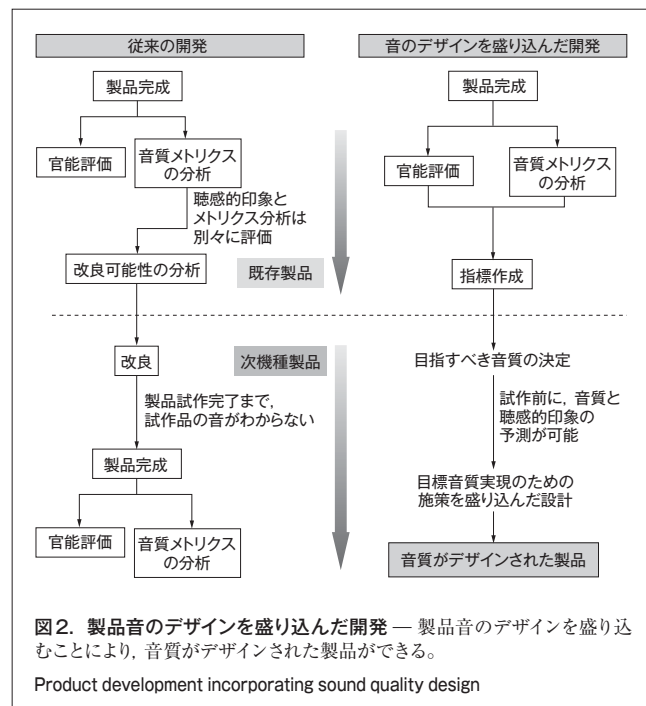 従来の開発
製品完成
官能評価
音質メトリクス
の分析
聴感的印象と
メトリクス分析は
別々に評価
改良可能性の分析
既存製品
改良
次機種製品
製品試作完了まで，
試作品の音がわからない
製品完成
官能評価
音質メトリクス
の分析
音のデザインを盛り込んだ開発
製品完成
官能評価
音質メトリクス
の分析
指標作成
目指すべき音質の決定
試作前に，音質と
聴感的印象の
予測が可能
目標音質実現のための
施策を盛り込んだ設計
音質がデザインされた製品
図2．製品音のデザインを盛り込んだ開発 — 製品音のデザインを盛り込
むことにより，音質がデザインされた製品ができる。
Product development incorporating sound quality design